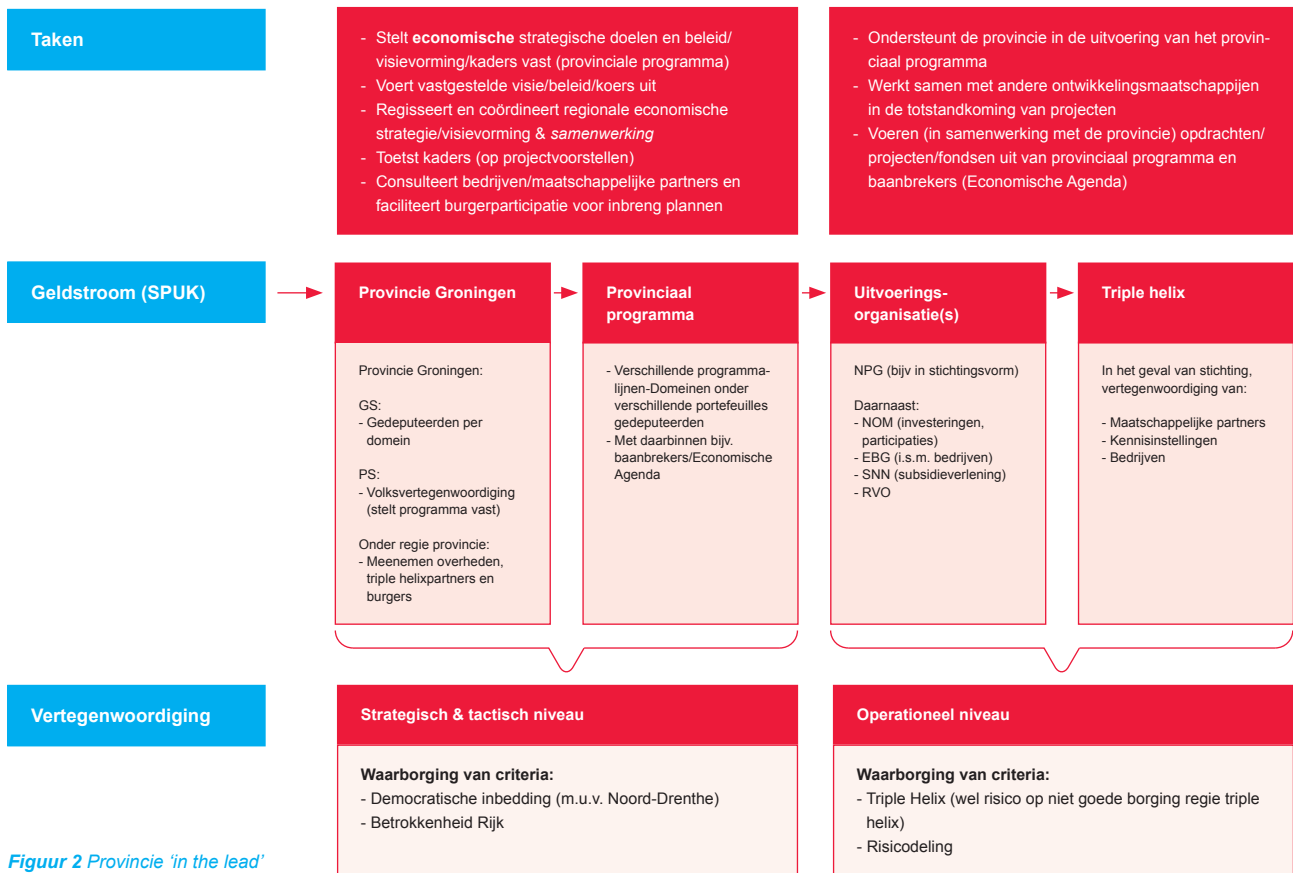 Taken
- Stelt economische strategische doelen en beleid/
visievorming/kaders vast (provinciale programma)
- Voert vastgestelde visie/beleid/koers uit
- Regisseert en coördineert regionale economische
strategie/visievorming & samenwerking
- Toetst kaders (op projectvoorstellen)
- Consulteert bedrijven/maatschappelijke partners en
faciliteert burgerparticipatie voor inbreng plannen
- Ondersteunt de provincie in de uitvoering van het provin-
ciaal programma
- Werkt samen met andere ontwikkelingsmaatschappijen
in de totstandkoming van projecten
- Voeren (in samenwerking met de provincie) opdrachten/
projecten/fondsen uit van provinciaal programma en
baanbrekers (Economische Agenda)
Geldstroom (SPUK)
Provincie Groningen
Provincie Groningen:
GS:
- Gedeputeerden per
domein
PS:
- Volksvertegenwoordiging
(stelt programma vast)
Onder regie provincie:
- Meenemen overheden,
triple helixpartners en
burgers
Provinciaal
programma
- Verschillende programma-
lijnen-Domeinen onder
verschillende portefeuilles
gedeputeerden
- Met daarbinnen bijv.
baanbrekers/Economische
Agenda
Uitvoerings-
organisatie(s)
NPG (bijv in stichtingsvorm)
Daarnaast:
- NOM (investeringen,
participaties)
- EBG (i.s.m. bedrijven)
- SNN (subsidieverlening)
- RVO
Triple helix
In het geval van stichting,
vertegenwoordiging van:
- Maatschappelijke partners
- Kennisinstellingen
- Bedrijven
Vertegenwoordiging
Strategisch & tactisch niveau
Waarborging van criteria:
- Democratische inbedding (m.u.v. Noord-Drenthe)
- Betrokkenheid Rijk
Operationeel niveau
Waarborging van criteria:
- Triple Helix (wel risico op niet goede borging regie triple
helix)
- Risicodeling
Figuur 2 Provincie ‘in the lead’